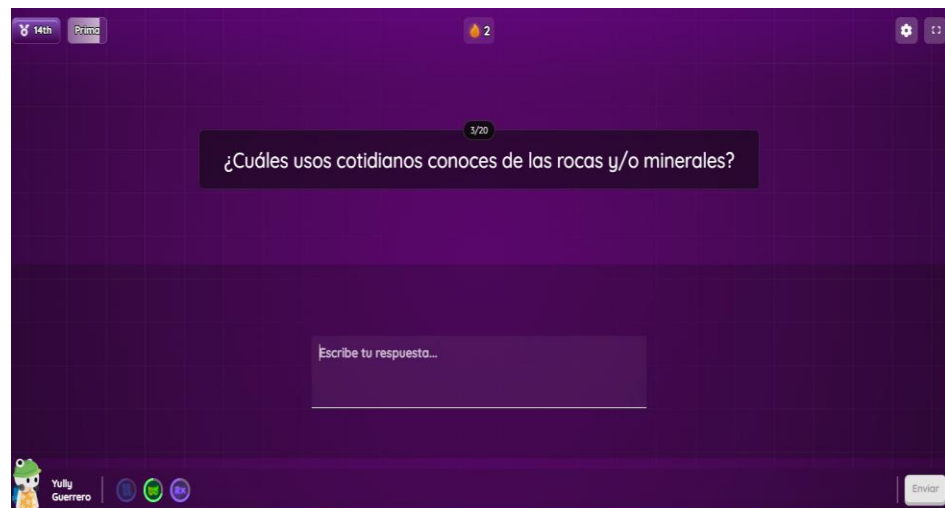 14th
Prima
2
3/20
¿Cuáles usos cotidianos conoces de las rocas y/o minerales?
Escribe tu respuesta...
Yully
Guerrero
Enviar